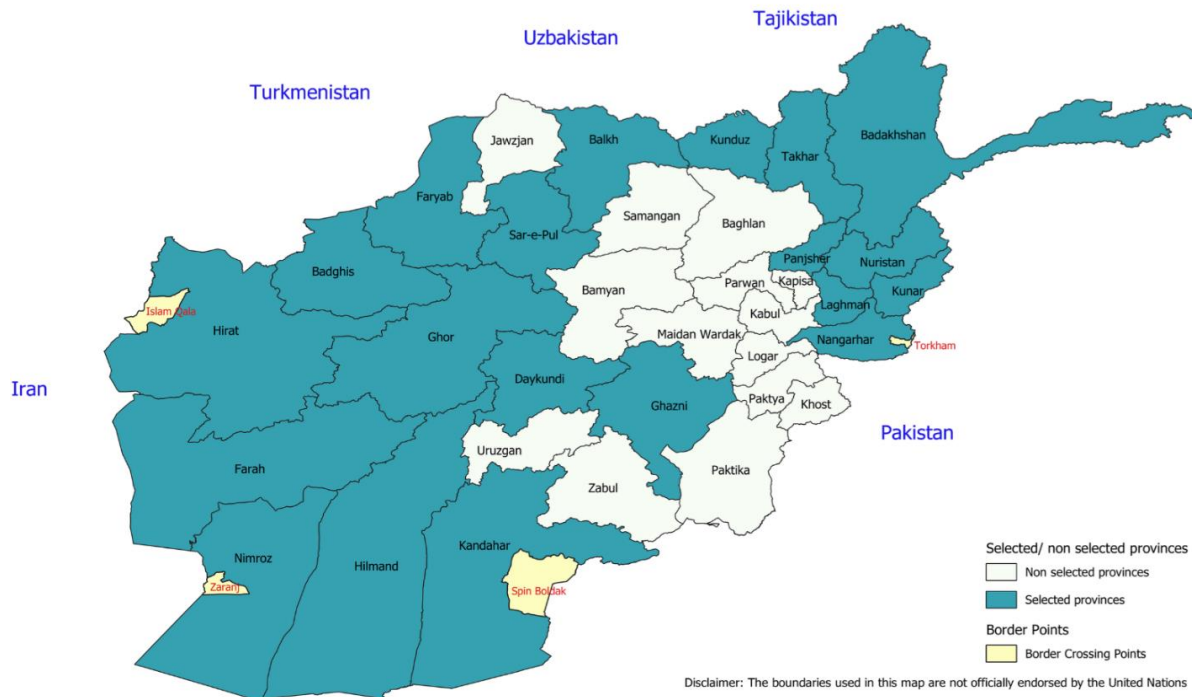 Tajikistan
Uzbakistan
Turkmenistan
Jawzjan
Balkh
Kunduz
Takhar
Badakhshan
Faryab
Samangan
Baghlan
Sar-e-Pul
Panjsher
Nuristan
Badghis
Bamyan
Parwan
Kapisa
Kunar
Islam Qala
Laghman
Kabul
Hirat
Ghor
Maidan Wardak
Nangarhar
Torkham
Logar
Iran
Daykundi
Ghazni
Paktya
Khost
Pakistan
Uruzgan
Farah
Paktika
Zabul
Kandahar
Nimroz
Hilmand
Zaranj
Spin Boldak
Selected/ non selected provinces
Non selected provinces
Selected provinces
Border Points
Border Crossing Points
Disclaimer: The boundaries used in this map are not officially endorsed by the United Nations